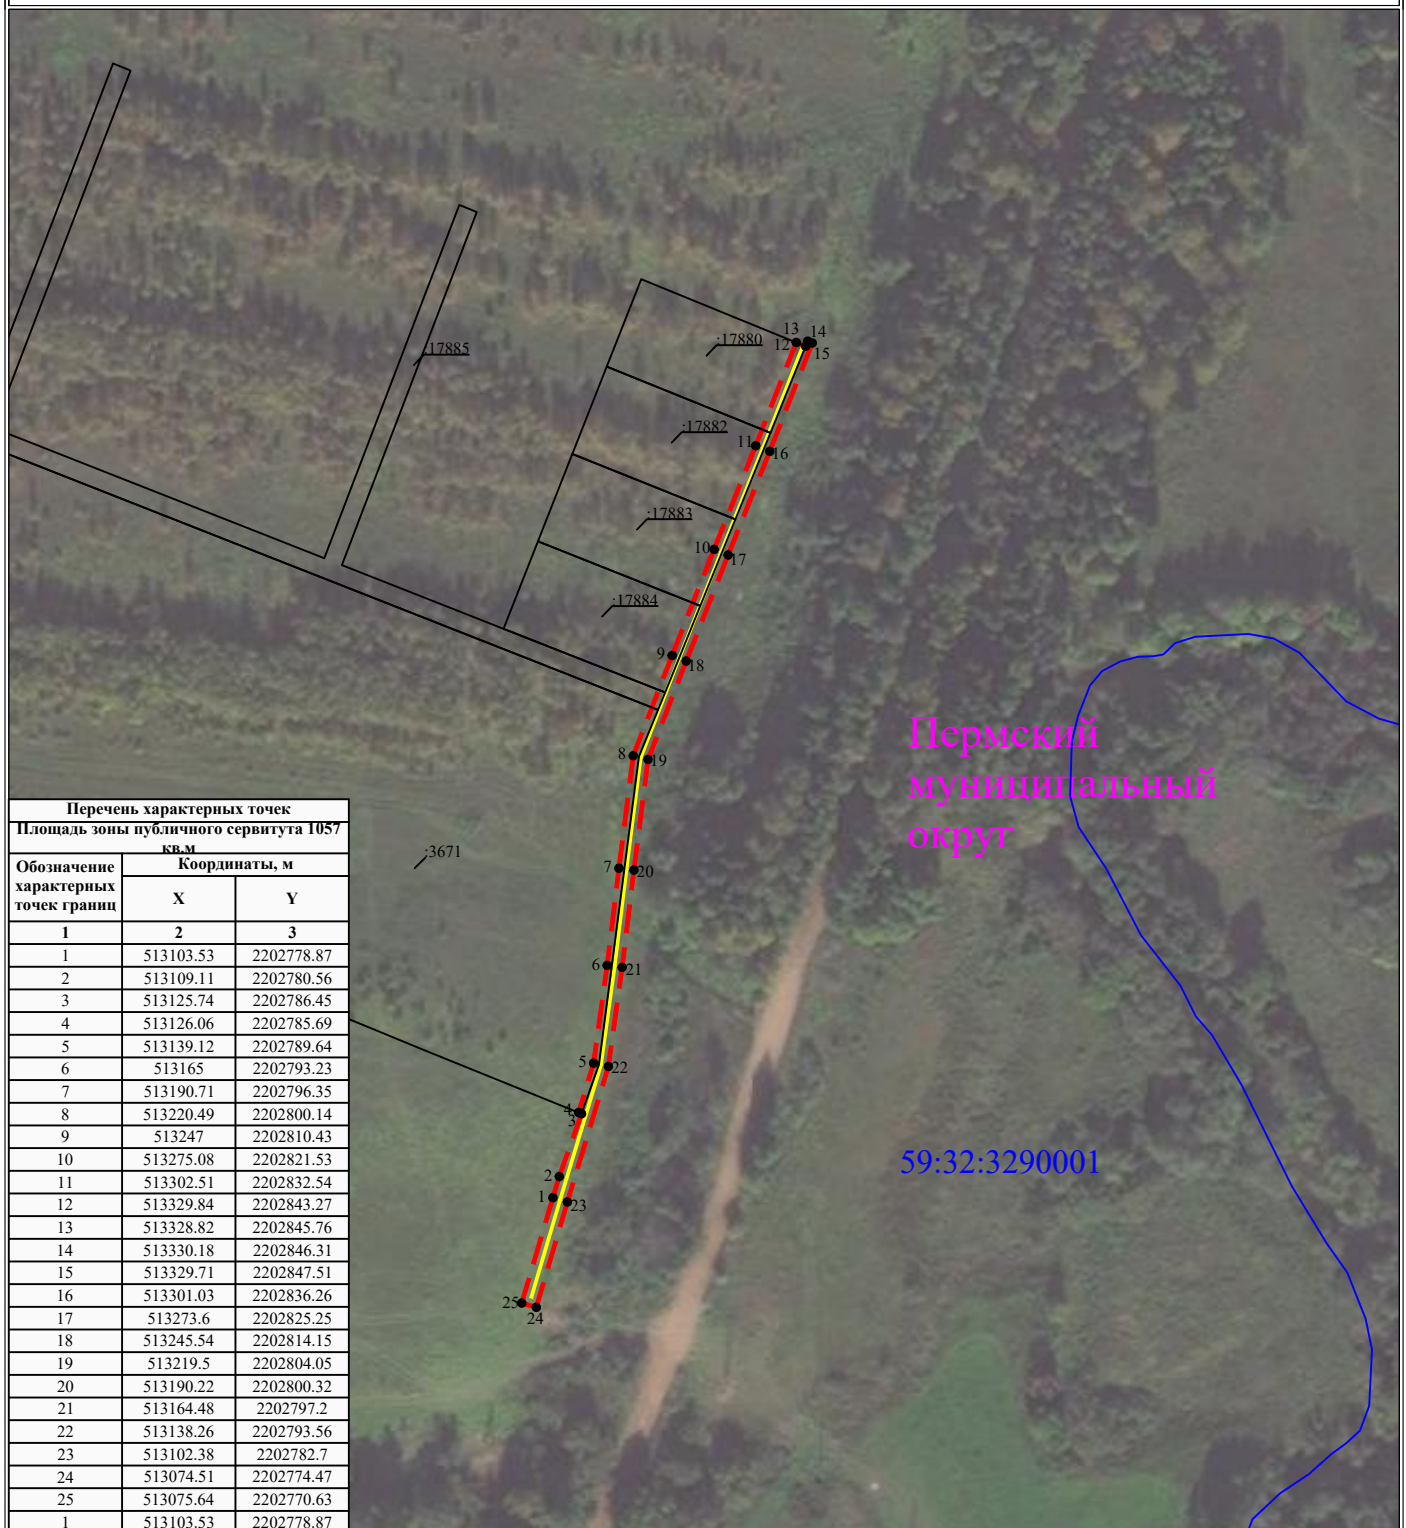 :17885
:17880
:17882
:17883
:17884
:3671
13
14
12
15
11
16
10
17
9
18
8
19
7
20
6
21
5
22
4
3
2
1
23
25
24
Пермский
муниципальный
округ
59:32:3290001
Перечень характерных точек
Площадь зоны публичного сервитута 1057
кв.м
Обозначение характерных точек границ Координаты, м
X Y
1 2 3
1 513103.53 2202778.87
2 513109.11 2202780.56
3 513125.74 2202786.45
4 513126.06 2202785.69
5 513139.12 2202789.64
6 513165 2202793.23
7 513190.71 2202796.35
8 513220.49 2202800.14
9 513247 2202810.43
10 513275.08 2202821.53
11 513302.51 2202832.54
12 513329.84 2202843.27
13 513328.82 2202845.76
14 513330.18 2202846.31
15 513329.71 2202847.51
16 513301.03 2202836.26
17 513273.6 2202825.25
18 513245.54 2202814.15
19 513219.5 2202804.05
20 513190.22 2202800.32
21 513164.48 2202797.2
22 513138.26 2202793.56
23 513102.38 2202782.7
24 513074.51 2202774.47
25 513075.64 2202770.63
1 513103.53 2202778.87